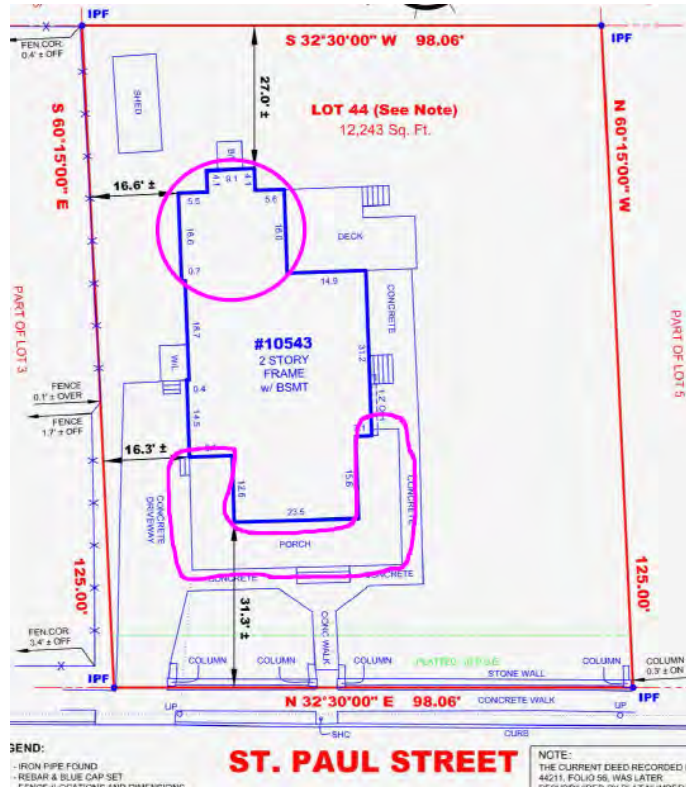 IPF
S 32°30'00" W 98.06'
IPF
FEN.COR.
0.4' ± OFF
SHED
27.0' ±
LOT 44 (See Note)
12,243 Sq. Ft.
S 60°15'00" E
N 60°15'00" W
16.6' ±
4.1
9.1
4.1
5.5
5.6
16.0
16.0
DECK
0.7
14.9
CONCRETE
PART OF LOT 3
PART OF LOT 5
18.7
#10543
2 STORY
FRAME
w/ BSMT
31.2
W/L
FENCE
0.1' ± OVER
0.4
FENCE
1.7' ± OFF
14.5
16.3' ±
12.6
15.6
CONCRETE
DRIVEWAY
CONCRETE
23.5
PORCH
CONCRETE
CONCRETE
125.00'
125.00'
31.3' ±
CONC WALK
FEN.COR.
3.4' ± OFF
COLUMN
COLUMN
COLUMN
COLUMN
COLUMN
0.3' ± ON
STONE WALL
IPF
N 32°30'00" E 98.06'
CONCRETE WALK
IPF
UP
UP
SHC
CURB
ST. PAUL STREET
GEND:
- IRON PIPE FOUND
- REBAR & BLUE CAP SET
NOTE:
THE CURRENT DEED RECORDED
44211, FOLIO 56, WAS LATER